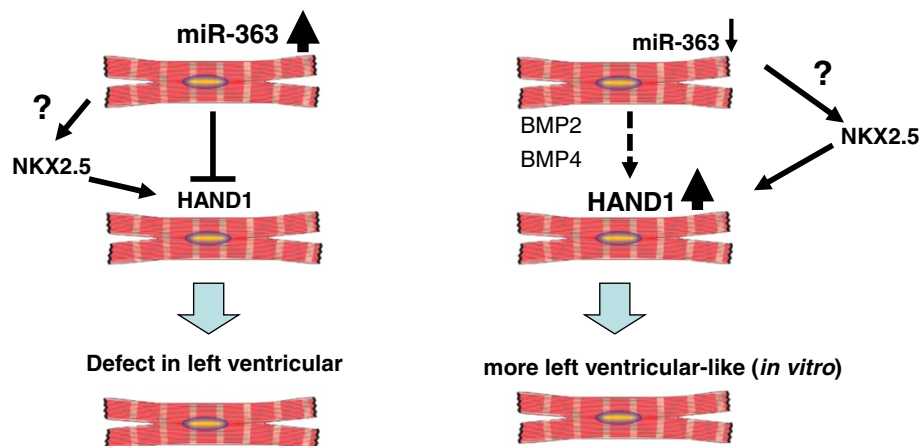 miR-363
?
NKX2.5
HAND1
Defect in left ventricular
miR-363
?
BMP2
BMP4
NKX2.5
HAND1
more left ventricular-like (in vitro)